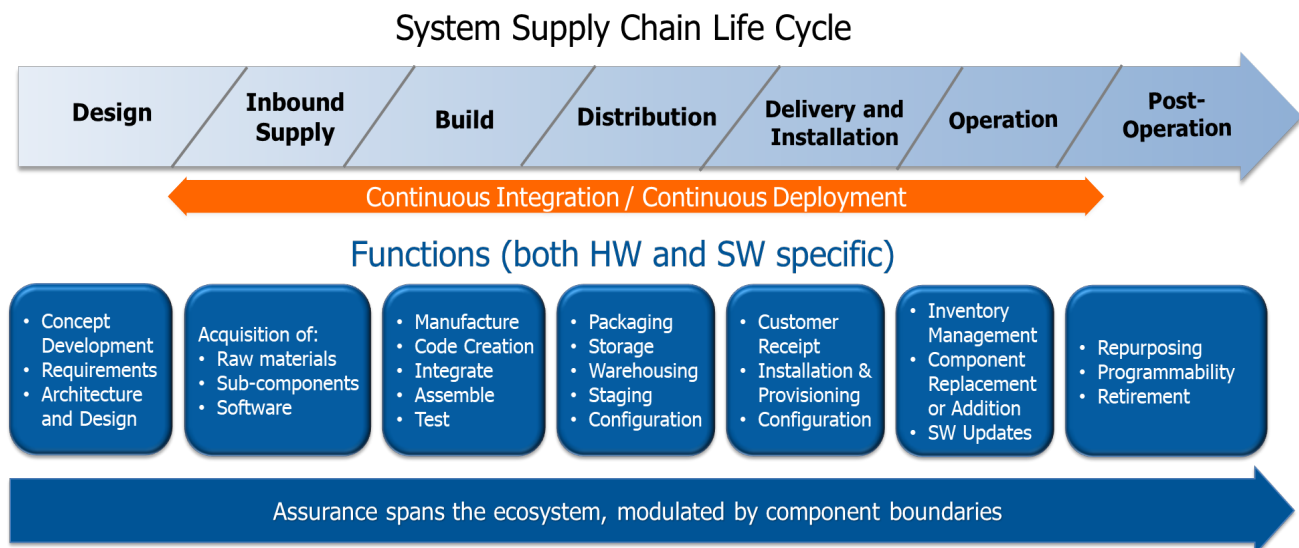 System Supply Chain Life Cycle
Design
Inbound
Supply
Build
Distribution
Delivery and
Installation
Operation
Post-
Operation
Continuous Integration / Continuous Deployment
Functions (both HW and SW specific)
• Concept
Development
• Requirements
• Architecture
and Design
Acquisition of:
• Raw materials
• Sub-components
• Software
• Manufacture
• Code Creation
• Integrate
• Assemble
• Test
• Packaging
• Storage
• Warehousing
• Staging
• Configuration
• Customer
Receipt
• Installation &
Provisioning
• Configuration
• Inventory
Management
• Component
Replacement
or Addition
• SW Updates
• Repurposing
• Programmability
• Retirement
Assurance spans the ecosystem, modulated by component boundaries